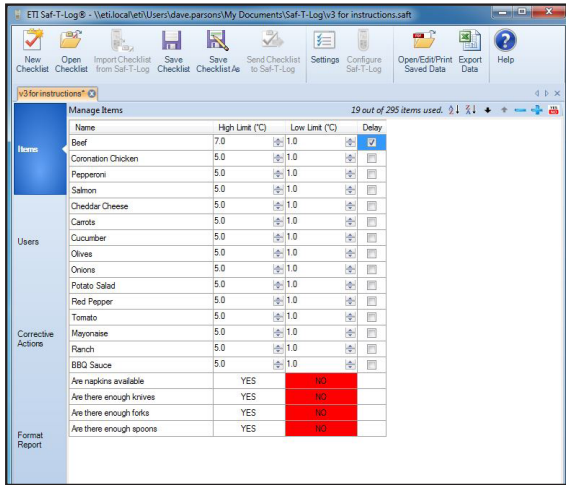 ETI Saf-T-Log® - \\eti.local\eti\Users\dave.parsons\My Documents\Saf-T-Log\v3 for instructions.saft
New Checklist
Open Checklist
Import Checklist from Saf-T-Log
Save Checklist
Save Checklist As
Send Checklist to Saf-T-Log
Settings
Configure Saf-T-Log
Open/Edit/Print Saved Data
Export Data
Help
v3 for instructions*
Manage Items 19 out of 295 items used.
Items
Users
Corrective Actions
Format Report
Name High Limit (°C) Low Limit (°C) Delay
Beef 7.0 1.0
Coronation Chicken 5.0 1.0
Pepperoni 5.0 1.0
Salmon 5.0 1.0
Cheddar Cheese 5.0 1.0
Carrots 5.0 1.0
Cucumber 5.0 1.0
Olives 5.0 1.0
Onions 5.0 1.0
Potato Salad 5.0 1.0
Red Pepper 5.0 1.0
Tomato 5.0 1.0
Mayonaise 5.0 1.0
Ranch 5.0 1.0
BBQ Sauce 5.0 1.0
Are napkins available YES NO
Are there enough knives YES NO
Are there enough forks YES NO
Are there enough spoons YES NO